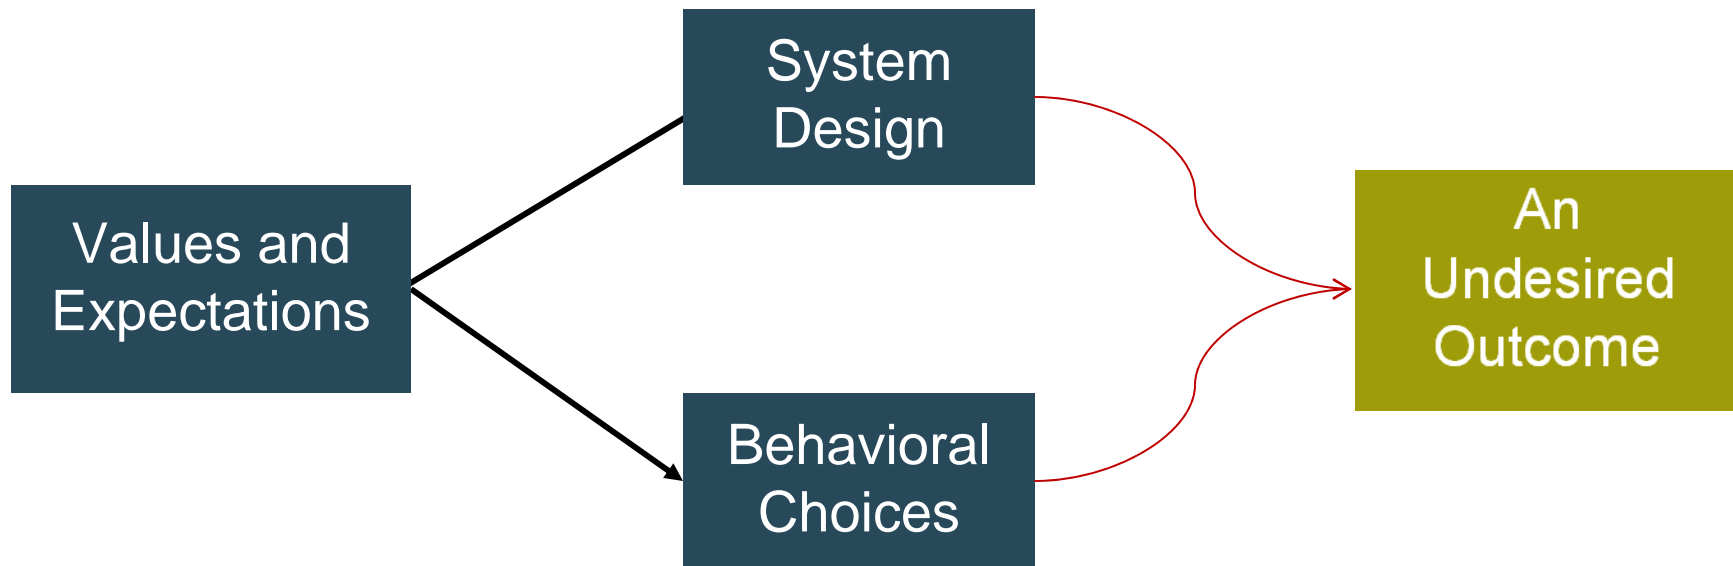 Values and
Expectations
System
Design
Behavioral
Choices
An
Undesired
Outcome